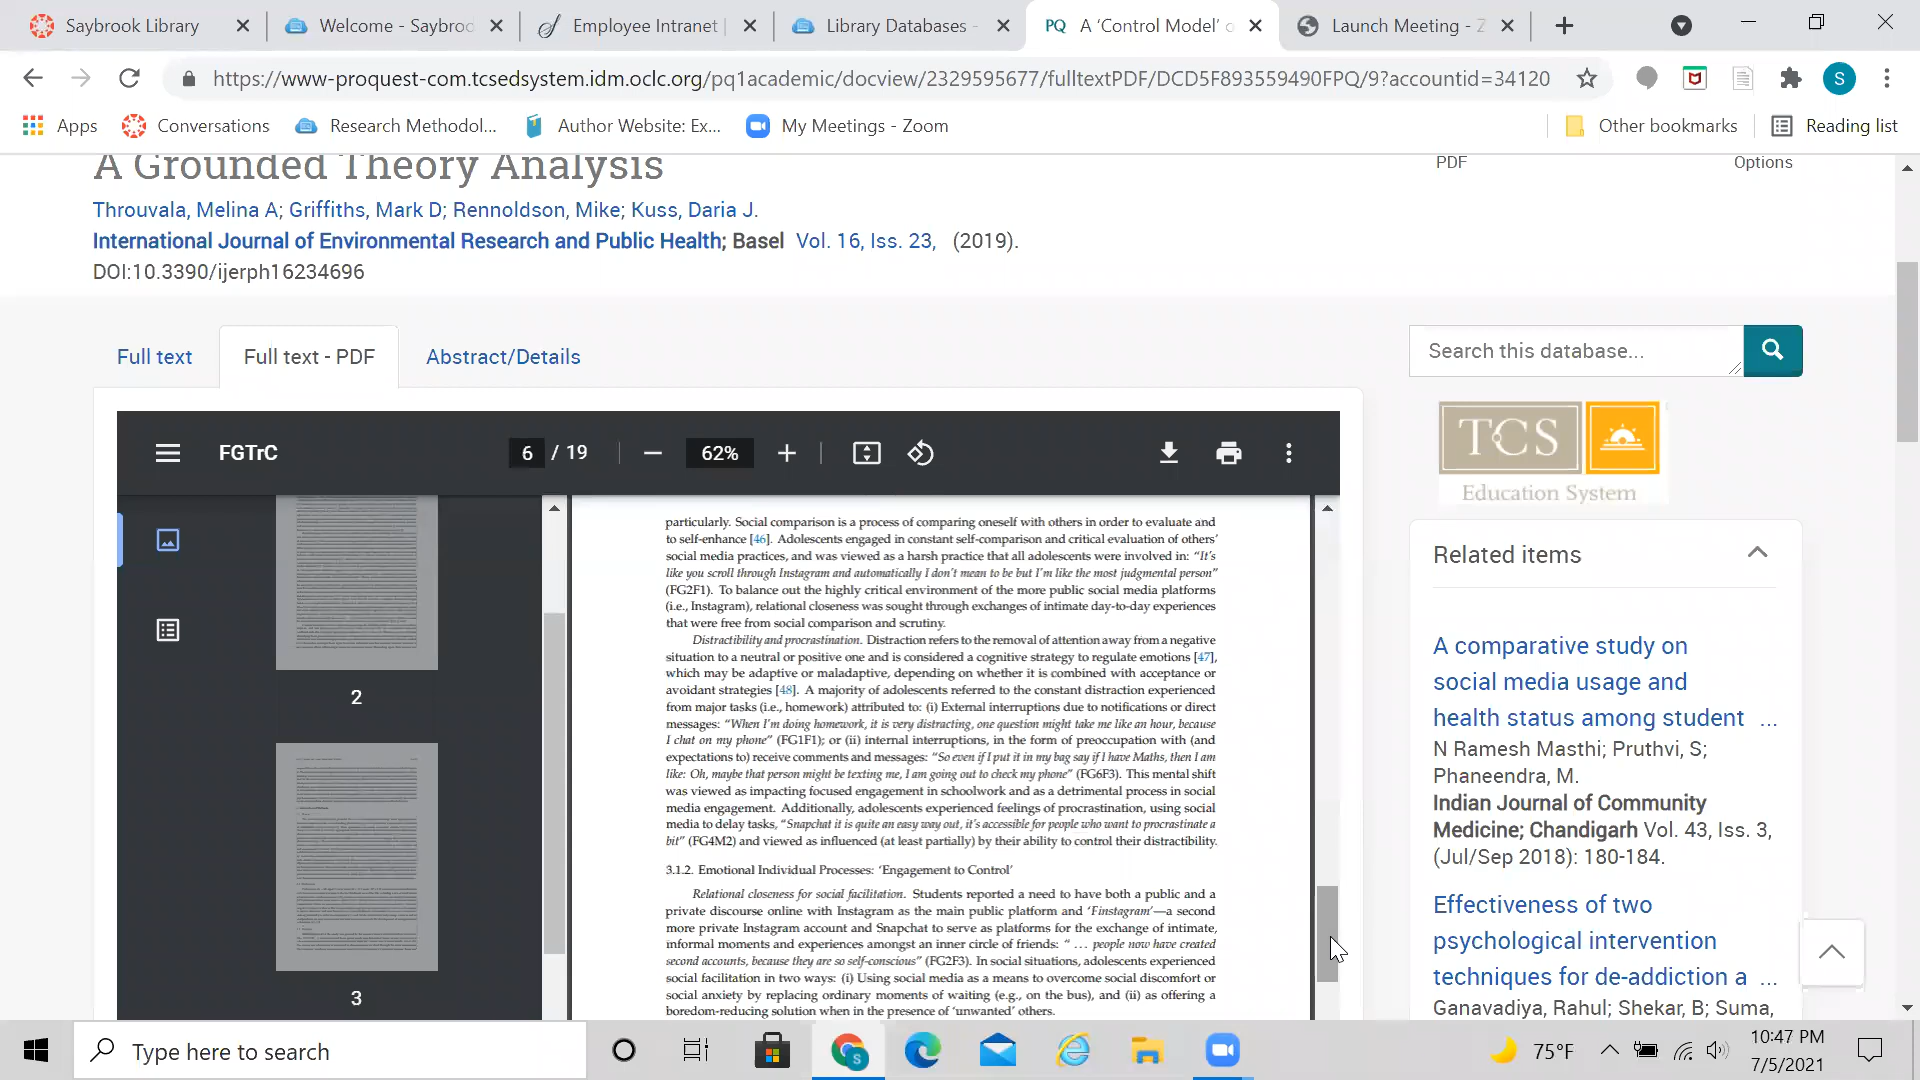 Saybrook Library
Welcome - Saybroo
Employee Intranet |
Library Databases -
PQ A ‘Control Model’ o
Launch Meeting - Z
https://www-proquest-com.tcsedsystem.idm.oclc.org/pq1academic/docview/2329595677/fulltextPDF/DCD5F893559490FPQ/9?accountid=34120
S
Apps
Conversations
Research Methodol...
Author Website: Ex...
My Meetings - Zoom
Other bookmarks
Reading list
A Grounded Theory Analysis
PDF
Options
Throuvala, Melina A; Griffiths, Mark D; Rennoldson, Mike; Kuss, Daria J.
International Journal of Environmental Research and Public Health; Basel Vol. 16, Iss. 23, (2019).
DOI:10.3390/ijerph16234696
Full text
Full text - PDF
Abstract/Details
Search this database...
FGTrC
6 / 19
62%
TCS
Education System
2
3
particularly. Social comparison is a process of comparing oneself with others in order to evaluate and
to self-enhance [46]. Adolescents engaged in constant self-comparison and critical evaluation of others’
social media practices, and was viewed as a harsh practice that all adolescents were involved in: “It’s
like you scroll through Instagram and automatically I don’t mean to be but I’m like the most judgmental person”
(FG2F1). To balance out the highly critical environment of the more public social media platforms
(i.e., Instagram), relational closeness was sought through exchanges of intimate day-to-day experiences
that were free from social comparison and scrutiny.
Distractibility and procrastination. Distraction refers to the removal of attention away from a negative
situation to a neutral or positive one and is considered a cognitive strategy to regulate emotions [47],
which may be adaptive or maladaptive, depending on whether it is combined with acceptance or
avoidant strategies [48]. A majority of adolescents referred to the constant distraction experienced
from major tasks (i.e., homework) attributed to: (i) External interruptions due to notifications or direct
messages: “When I’m doing homework, it is very distracting, one question might take me like an hour, because
I chat on my phone” (FG1F1); or (ii) internal interruptions, in the form of preoccupation with (and
expectations to) receive comments and messages: “So even if I put it in my bag say if I have Maths, then I am
like: Oh, maybe that person might be texting me, I am going out to check my phone” (FG6F3). This mental shift
was viewed as impacting focused engagement in schoolwork and as a detrimental process in social
media engagement. Additionally, adolescents experienced feelings of procrastination, using social
media to delay tasks, “Snapchat it is quite an easy way out, it’s accessible for people who want to procrastinate a
bit” (FG4M2) and viewed as influenced (at least partially) by their ability to control their distractibility.
3.1.2. Emotional Individual Processes: ‘Engagement to Control’
Relational closeness for social facilitation. Students reported a need to have both a public and a
private discourse online with Instagram as the main public platform and ‘Finstagram’—a second
more private Instagram account and Snapchat to serve as platforms for the exchange of intimate,
informal moments and experiences amongst an inner circle of friends: “ … people now have created
second accounts, because they are so self-conscious” (FG2F3). In social situations, adolescents experienced
social facilitation in two ways: (i) Using social media as a means to overcome social discomfort or
social anxiety by replacing ordinary moments of waiting (e.g., on the bus), and (ii) as offering a
boredom-reducing solution when in the presence of ‘unwanted’ others.
Related items
A comparative study on
social media usage and
health status among student ...
N Ramesh Masthi; Pruthvi, S;
Phaneendra, M.
Indian Journal of Community
Medicine; Chandigarh Vol. 43, Iss. 3,
(Jul/Sep 2018): 180-184.
Effectiveness of two
psychological intervention
techniques for de-addiction a ...
Ganavadiya, Rahul; Shekar, B; Suma,
Type here to search
S
75°F
10:47 PM
7/5/2021